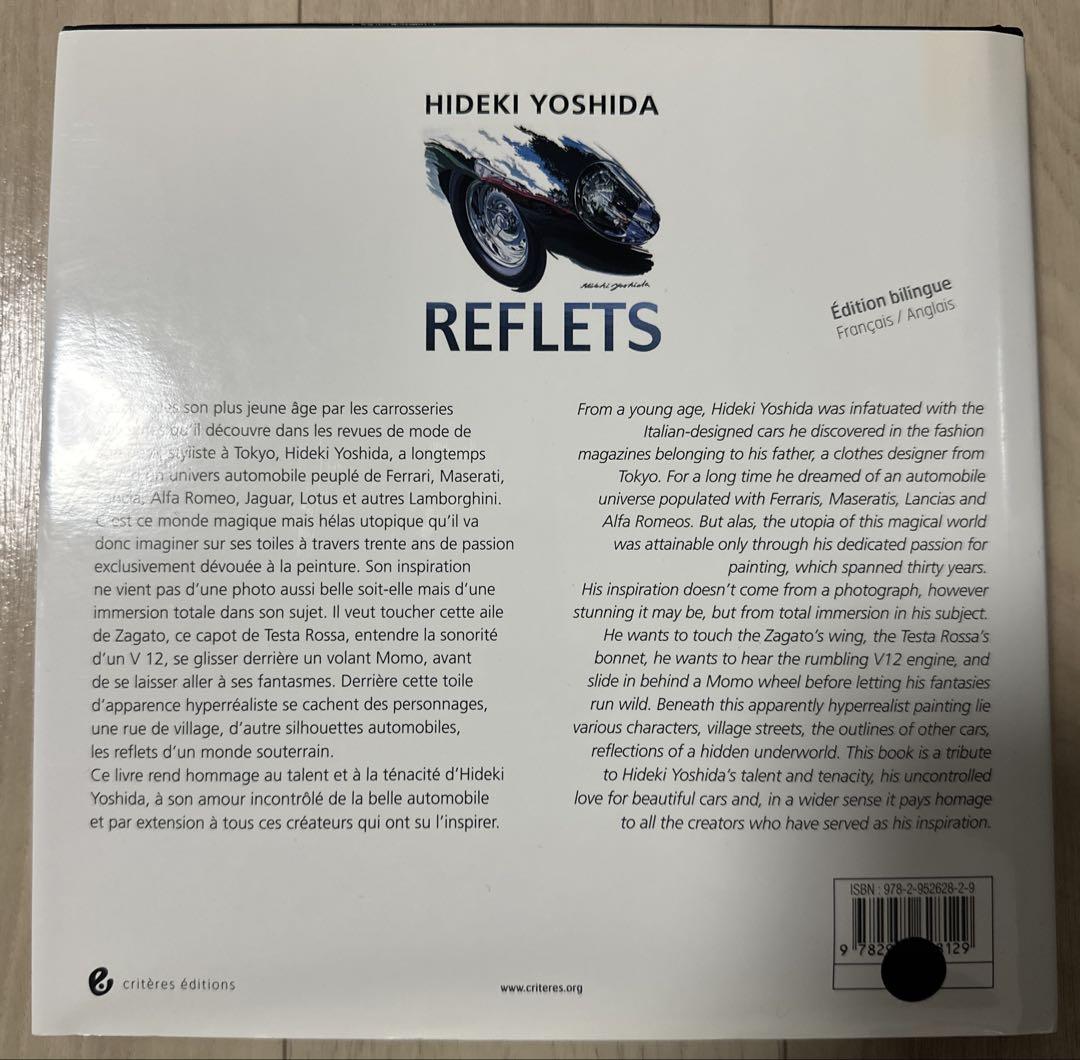 HIDEKI YOSHIDA
Hideki Yoshida
REFLETS
Édition bilingue
Français / Anglais
son plus jeune âge par les carrosseries
qu'il découvre dans les revues de mode de
styliste à Tokyo, Hideki Yoshida, a longtemps
univers automobile peuplé de Ferrari, Maserati,
Lancia, Alfa Romeo, Jaguar, Lotus et autres Lamborghini.
C'est ce monde magique mais hélas utopique qu'il va
donc imaginer sur ses toiles à travers trente ans de passion
exclusivement dévouée à la peinture. Son inspiration
ne vient pas d'une photo aussi belle soit-elle mais d'une
immersion totale dans son sujet. Il veut toucher cette aile
de Zagato, ce capot de Testa Rossa, entendre la sonorité
d'un V 12, se glisser derrière un volant Momo, avant
de se laisser aller à ses fantasmes. Derrière cette toile
d'apparence hyperréaliste se cachent des personnages,
une rue de village, d'autre silhouettes automobiles,
les reflets d'un monde souterrain.
Ce livre rend hommage au talent et à la ténacité d'Hideki
Yoshida, à son amour incontrôlé de la belle automobile
et par extension à tous ces créateurs qui ont su l'inspirer.
From a young age, Hideki Yoshida was infatuated with the
Italian-designed cars he discovered in the fashion
magazines belonging to his father, a clothes designer from
Tokyo. For a long time he dreamed of an automobile
universe populated with Ferraris, Maseratis, Lancias and
Alfa Romeos. But alas, the utopia of this magical world
was attainable only through his dedicated passion for
painting, which spanned thirty years.
His inspiration doesn't come from a photograph, however
stunning it may be, but from total immersion in his subject.
He wants to touch the Zagato's wing, the Testa Rossa's
bonnet, he wants to hear the rumbling V12 engine, and
slide in behind a Momo wheel before letting his fantasies
run wild. Beneath this apparently hyperrealist painting lie
various characters, village streets, the outlines of other cars,
reflections of a hidden underworld. This book is a tribute
to Hideki Yoshida's talent and tenacity, his uncontrolled
love for beautiful cars and, in a wider sense it pays homage
to all the creators who have served as his inspiration.
ISBN : 978-2-952628-2-9
9 782 8129
critères éditions
www.criteres.org